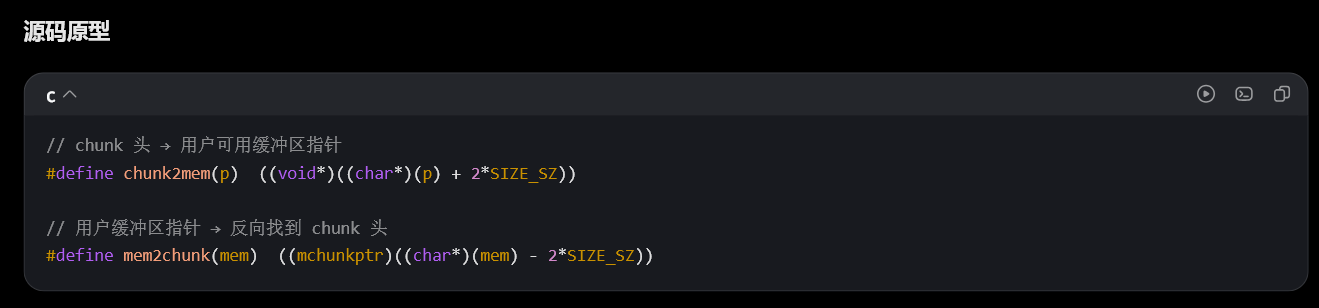 源码原型
C
// chunk 头 → 用户可用缓冲区指针
#define chunk2mem(p)  ((void*)((char*)(p) + 2*SIZE_SZ))
// 用户缓冲区指针 → 反向找到 chunk 头
#define mem2chunk(mem)  ((mchunkptr)((char*)(mem) - 2*SIZE_SZ))